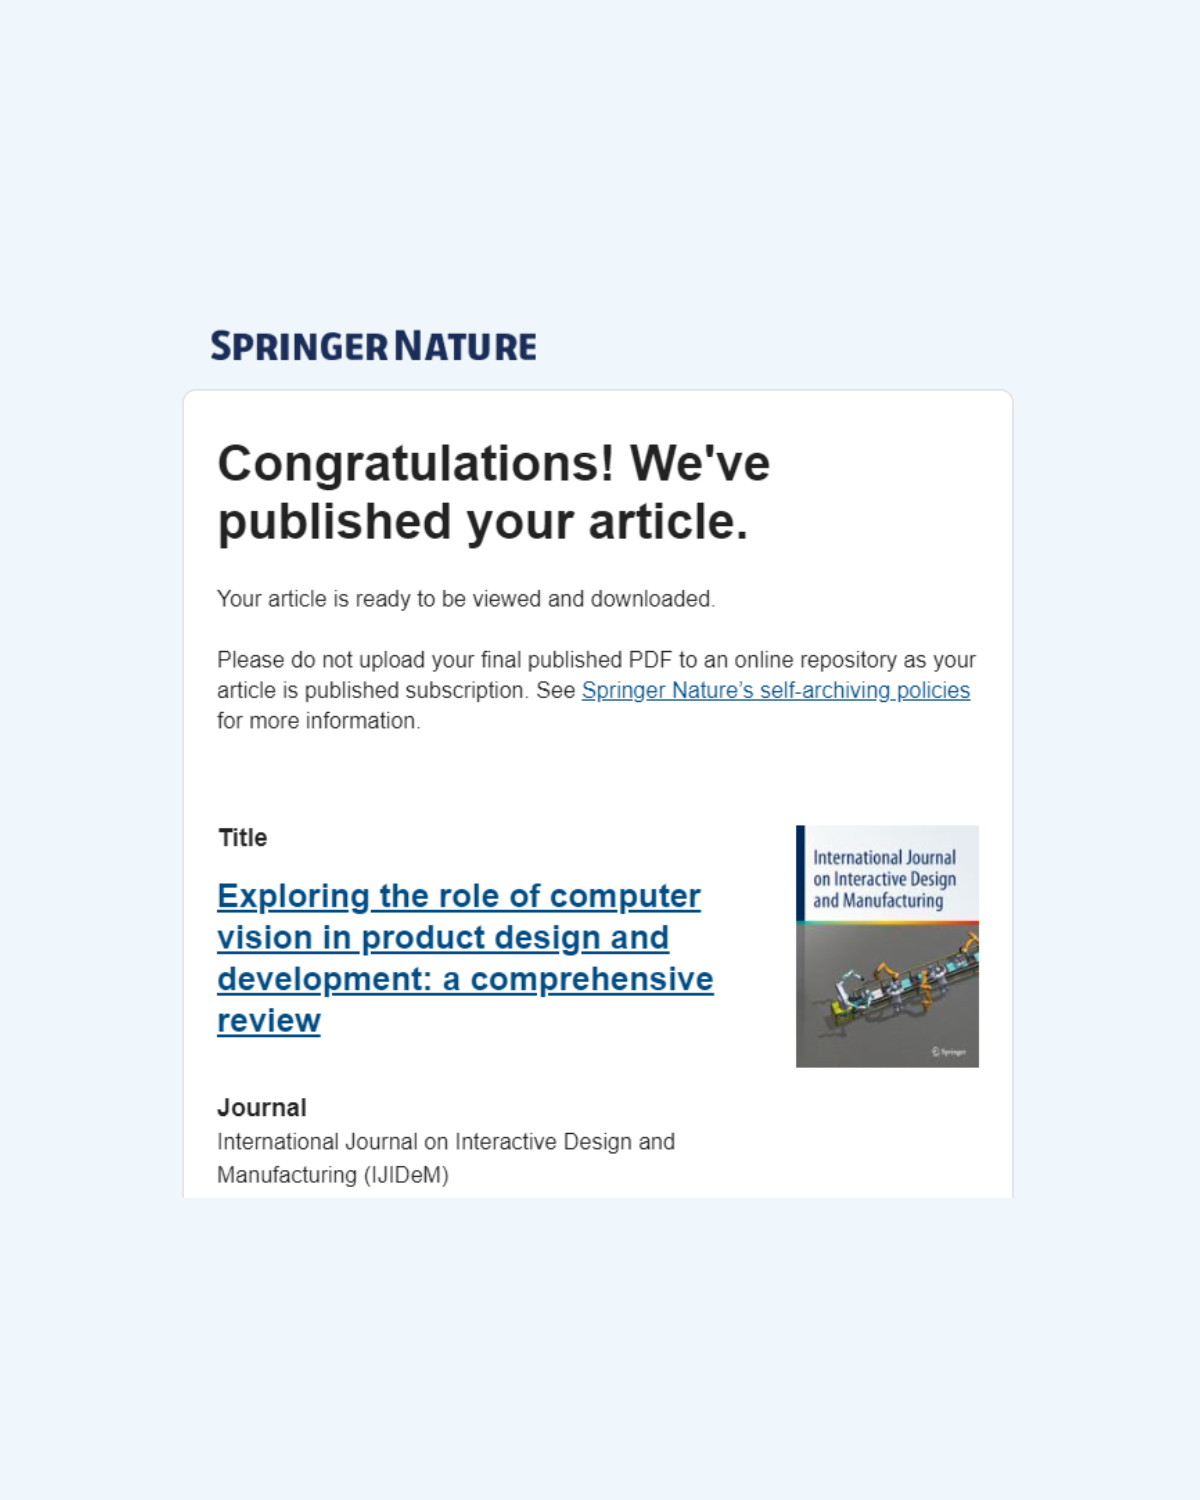 SPRINGER NATURE
Congratulations! We've
published your article.
Your article is ready to be viewed and downloaded.
Please do not upload your final published PDF to an online repository as your
article is published subscription. See Springer Nature’s self-archiving policies
for more information.
Title
Exploring the role of computer
vision in product design and
development: a comprehensive
review
International Journal
on Interactive Design
and Manufacturing
Springer
Journal
International Journal on Interactive Design and
Manufacturing (IJIDeM)